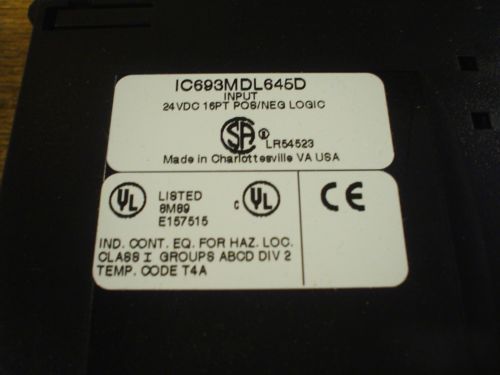 IC693MDL645D
INPUT
24VDC 16PT POS/NEG LOGIC
SA ® LR54523
Made in Charlottesville VA USA
UL LISTED c UL CE
8M89
E157515
IND. CONT. EQ. FOR HAZ. LOC.
CLASS I GROUPS ABCD DIV 2
TEMP. CODE T4A